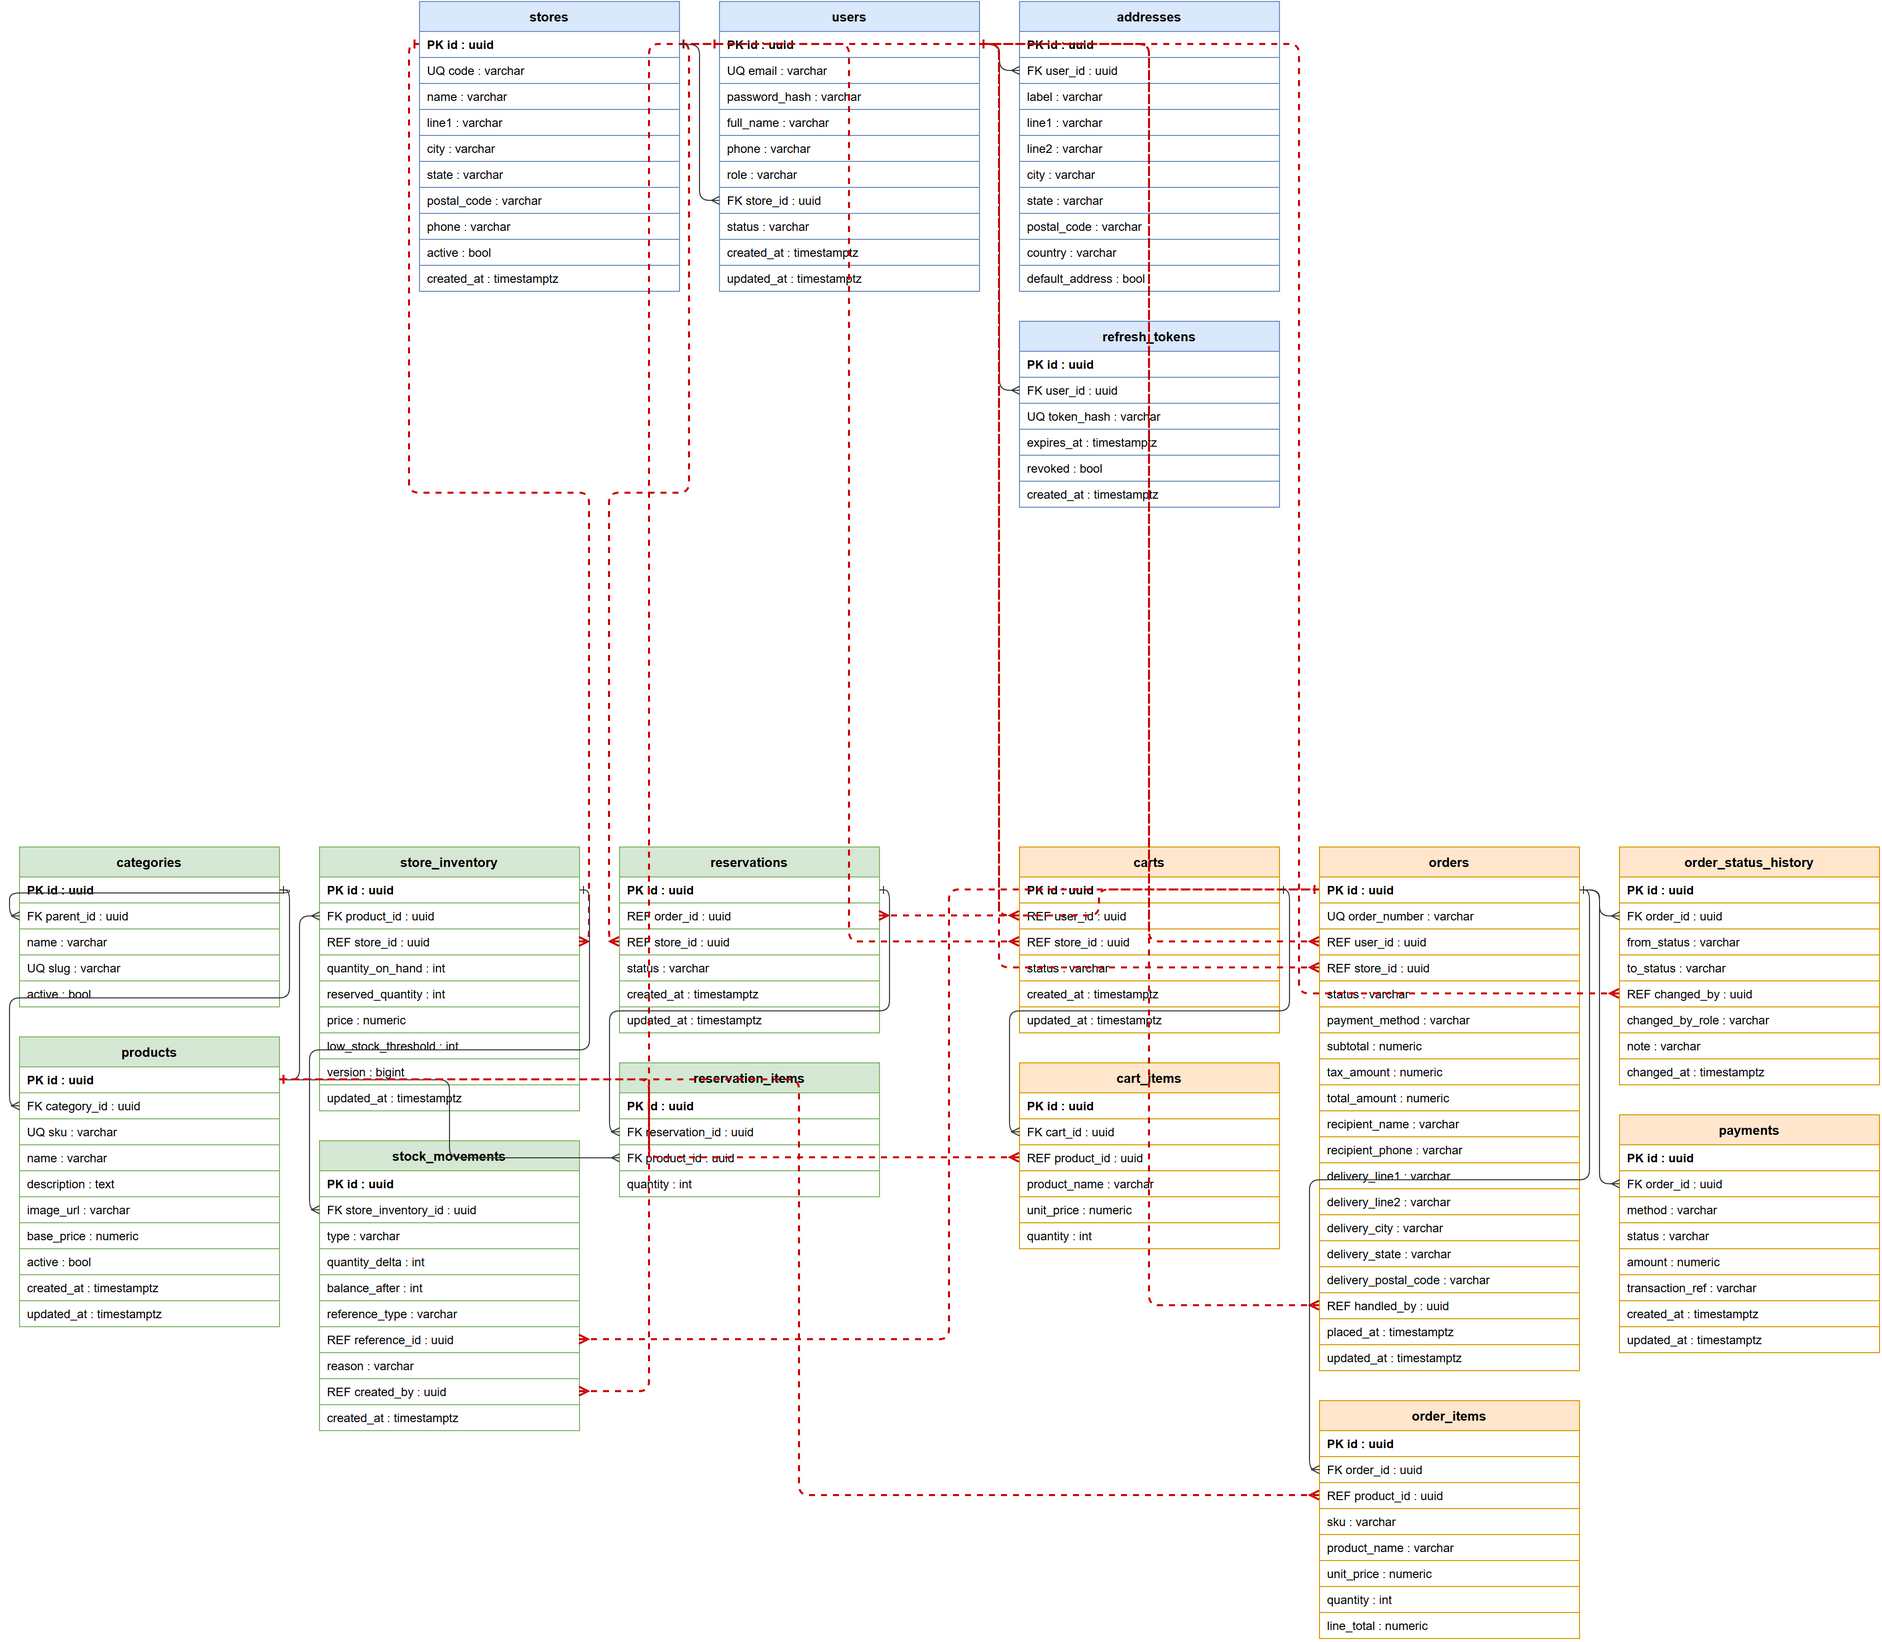 stores
PK id : uuid
UQ code : varchar
name : varchar
line1 : varchar
city : varchar
state : varchar
postal_code : varchar
phone : varchar
active : bool
created_at : timestamptz
users
PK id : uuid
UQ email : varchar
password_hash : varchar
full_name : varchar
phone : varchar
role : varchar
FK store_id : uuid
status : varchar
created_at : timestamptz
updated_at : timestamptz
addresses
PK id : uuid
FK user_id : uuid
label : varchar
line1 : varchar
line2 : varchar
city : varchar
state : varchar
postal_code : varchar
country : varchar
default_address : bool
refresh_tokens
PK id : uuid
FK user_id : uuid
UQ token_hash : varchar
expires_at : timestamptz
revoked : bool
created_at : timestamptz
categories
PK id : uuid
FK parent_id : uuid
name : varchar
UQ slug : varchar
active : bool
products
PK id : uuid
FK category_id : uuid
UQ sku : varchar
name : varchar
description : text
image_url : varchar
base_price : numeric
active : bool
created_at : timestamptz
updated_at : timestamptz
store_inventory
PK id : uuid
FK product_id : uuid
REF store_id : uuid
quantity_on_hand : int
reserved_quantity : int
price : numeric
low_stock_threshold : int
version : bigint
updated_at : timestamptz
stock_movements
PK id : uuid
FK store_inventory_id : uuid
type : varchar
quantity_delta : int
balance_after : int
reference_type : varchar
REF reference_id : uuid
reason : varchar
REF created_by : uuid
created_at : timestamptz
reservations
PK id : uuid
REF order_id : uuid
REF store_id : uuid
status : varchar
created_at : timestamptz
updated_at : timestamptz
reservation_items
PK id : uuid
FK reservation_id : uuid
FK product_id : uuid
quantity : int
carts
PK id : uuid
REF user_id : uuid
REF store_id : uuid
status : varchar
created_at : timestamptz
updated_at : timestamptz
cart_items
PK id : uuid
FK cart_id : uuid
REF product_id : uuid
product_name : varchar
unit_price : numeric
quantity : int
orders
PK id : uuid
UQ order_number : varchar
REF user_id : uuid
REF store_id : uuid
status : varchar
payment_method : varchar
subtotal : numeric
tax_amount : numeric
total_amount : numeric
recipient_name : varchar
recipient_phone : varchar
delivery_line1 : varchar
delivery_line2 : varchar
delivery_city : varchar
delivery_state : varchar
delivery_postal_code : varchar
REF handled_by : uuid
placed_at : timestamptz
updated_at : timestamptz
order_items
PK id : uuid
FK order_id : uuid
REF product_id : uuid
sku : varchar
product_name : varchar
unit_price : numeric
quantity : int
line_total : numeric
order_status_history
PK id : uuid
FK order_id : uuid
from_status : varchar
to_status : varchar
REF changed_by : uuid
changed_by_role : varchar
note : varchar
changed_at : timestamptz
payments
PK id : uuid
FK order_id : uuid
method : varchar
status : varchar
amount : numeric
transaction_ref : varchar
created_at : timestamptz
updated_at : timestamptz